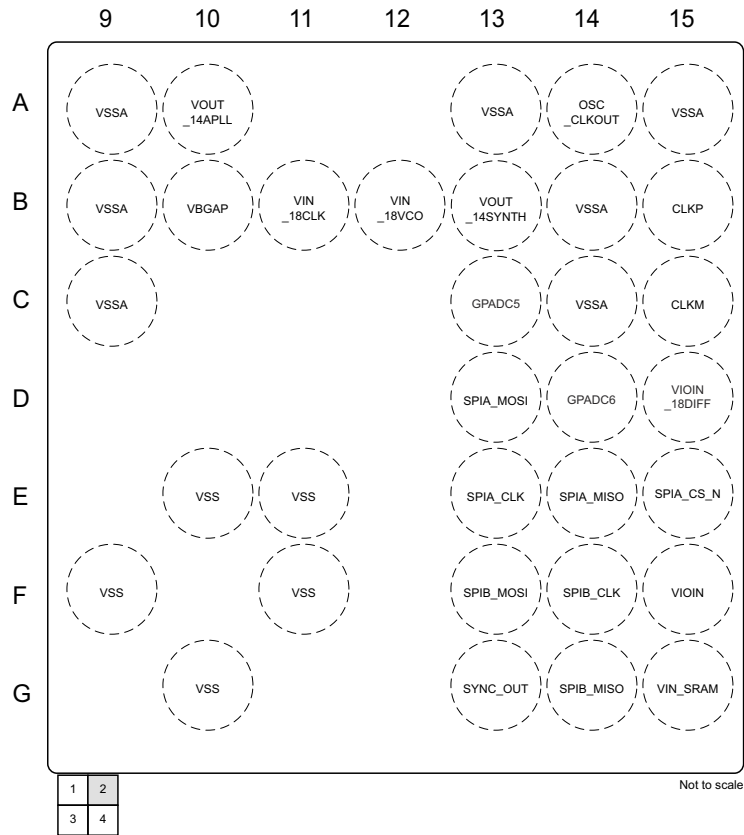 9 10 11 12 13 14 15
A
VSSA
VOUT
_14APLL
VSSA
OSC
_CLKOUT
VSSA
B
VSSA
VBGAP
VIN
_18CLK
VIN
_18VCO
VOUT
_14SYNTH
VSSA
CLKP
C
VSSA
GPADC5
VSSA
CLKM
D
SPIA_MOSI
GPADC6
VIOIN
_18DIFF
E
VSS
VSS
SPIA_CLK
SPIA_MISO
SPIA_CS_N
F
VSS
VSS
SPIB_MOSI
SPIB_CLK
VIOIN
G
VSS
SYNC_OUT
SPIB_MISO
VIN_SRAM
1 2
3 4
Not to scale